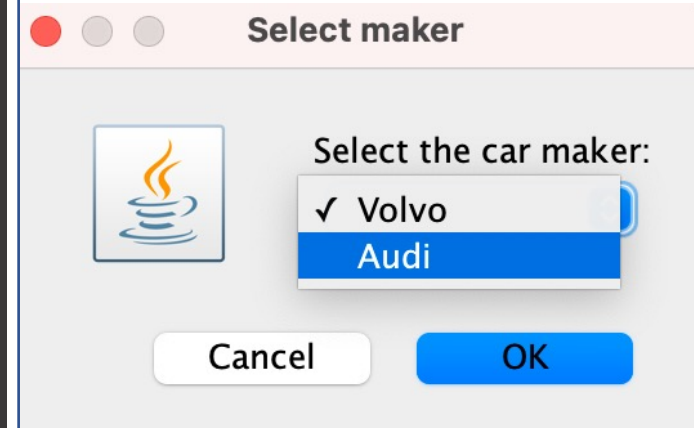 Select maker
Select the car maker:
✓ Volvo
Audi
Cancel OK